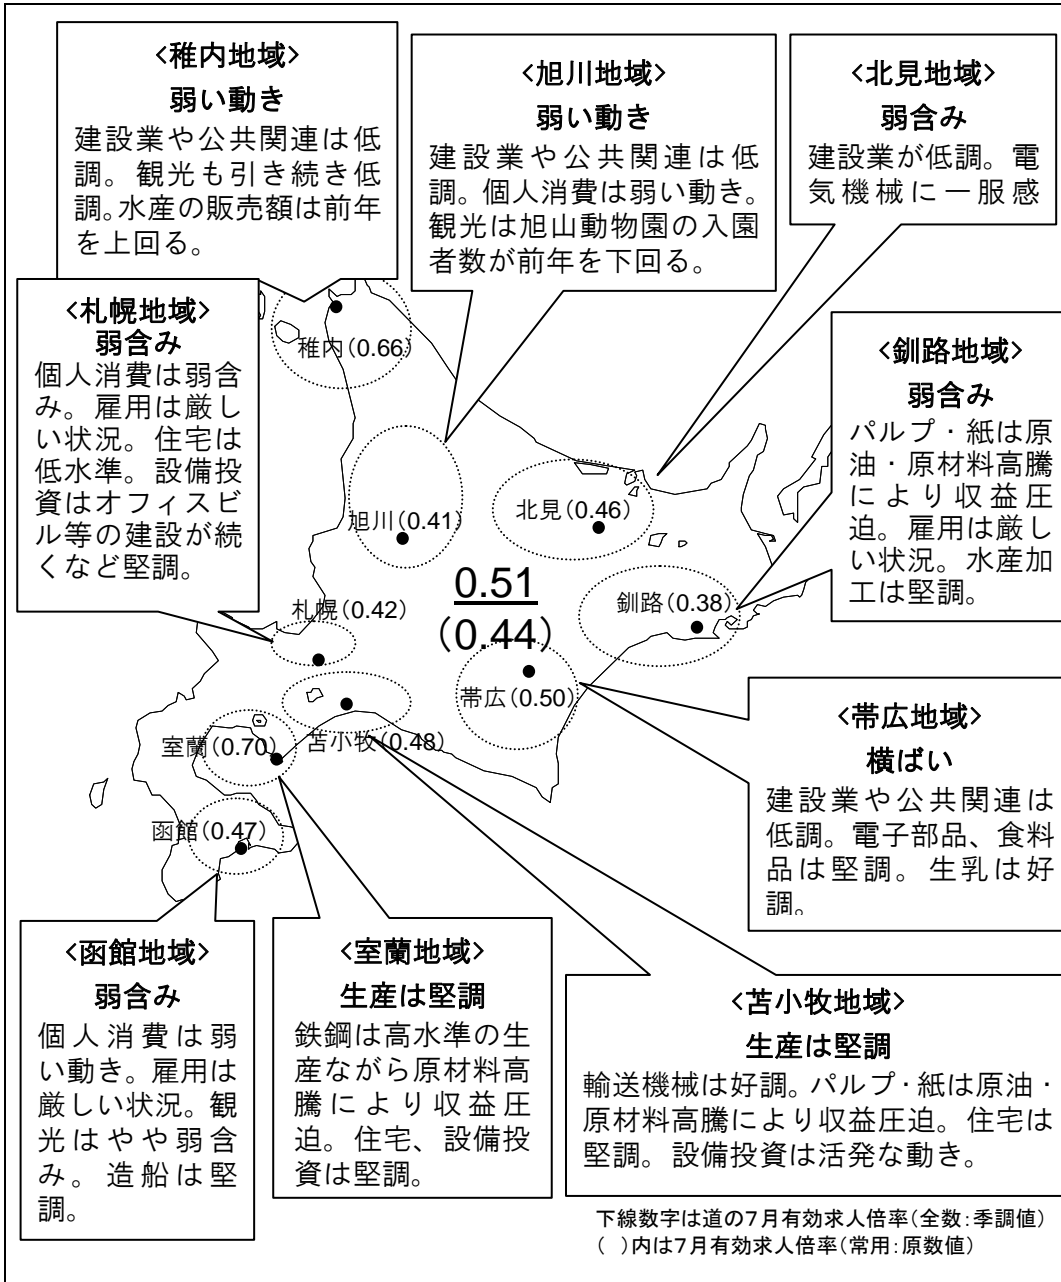 <稚内地域>
弱い動き
建設業や公共関連は低
調。観光も引き続き低
調。水産の販売額は前年
を上回る。
<旭川地域>
弱い動き
建設業や公共関連は低
調。個人消費は弱い動き。
観光は旭山動物園の入園
者数が前年を下回る。
<北見地域>
弱含み
建設業が低調。電
気機械に一服感
<札幌地域>
弱含み
個人消費は弱含
み。雇用は厳し
い状況。住宅は
低水準。設備投
資はオフィスビ
ル等の建設が続
くなど堅調。
<釧路地域>
弱含み
パルプ・紙は原
油・原材料高騰
により収益圧
迫。雇用は厳し
い状況。水産加
工は堅調。
稚内(0.66)
旭川(0.41)
北見(0.46)
0.51
(0.44)
札幌(0.42)
釧路(0.38)
帯広(0.50)
室蘭(0.70)
苫小牧(0.48)
函館(0.47)
<帯広地域>
横ばい
建設業や公共関連は
低調。電子部品、食料
品は堅調。生乳は好
調。
<函館地域>
弱含み
個人消費は弱
い動き。雇用は
厳しい状況。観
光はやや弱含
み。造船は堅
調。
<室蘭地域>
生産は堅調
鉄鋼は高水準の生
産ながら原材料高
騰により収益圧
迫。住宅、設備投
資は堅調。
<苫小牧地域>
生産は堅調
輸送機械は好調。パルプ・紙は原油・
原材料高騰により収益圧迫。住宅は
堅調。設備投資は活発な動き。
下線数字は道の7月有効求人倍率(全数:季調値)
( )内は7月有効求人倍率(常用:原数値)